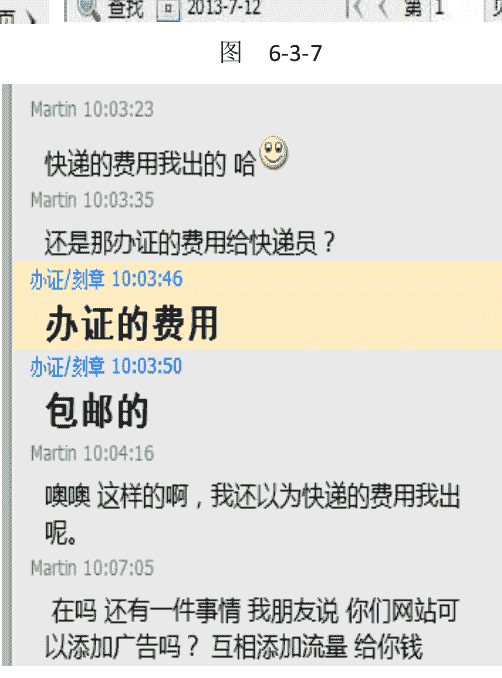 查找 2013-7-12 第 1
图 6-3-7
Martin 10:03:23
快递的费用我出的 哈
Martin 10:03:35
还是那办证的费用给快递员？
办证/刻章 10:03:46
办证的费用
办证/刻章 10:03:50
包邮的
Martin 10:04:16
噢噢 这样的啊，我还以为快递的费用我出
呢。
Martin 10:07:05
在吗 还有一件事情 我朋友说 你们网站可
以添加广告吗？ 互相添加流量 给你钱